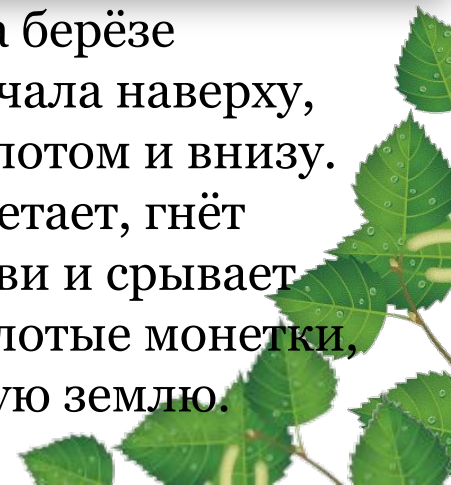 а берёзе
чала наверху,
потом и внизу.
етает, гнёт
ви и срывает
лотые монетки,
ую землю.